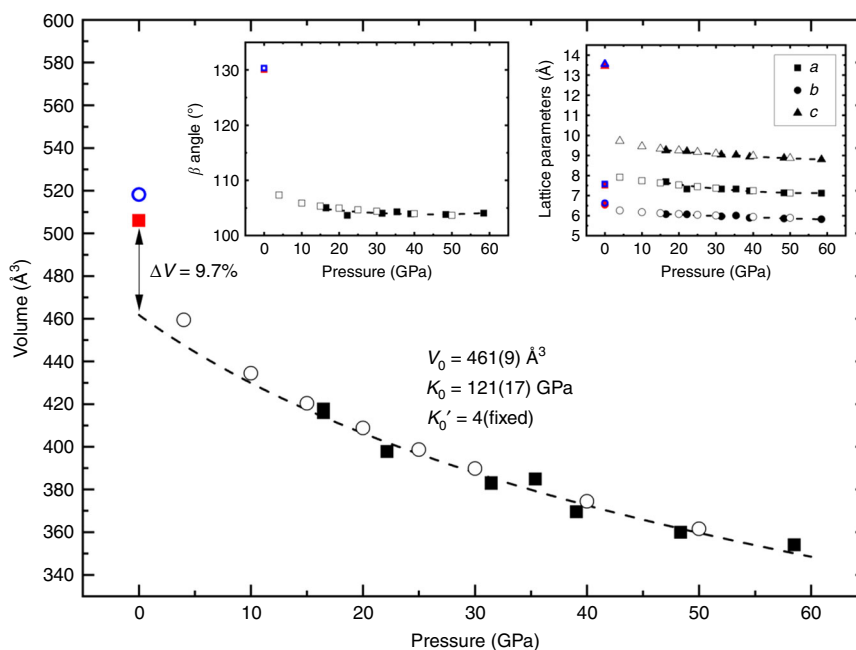 600
580
560
540
520
500
480
460
440
420
400
380
360
340
Volume (Å³)
0
10
20
30
40
50
60
Pressure (GPa)
ΔV = 9.7%
V₀ = 461(9) Å³
K₀ = 121(17) GPa
K₀′ = 4(fixed)
130
120
110
100
β angle (°)
0 10 20 30 40 50 60
Pressure (GPa)
14
13
12
11
10
9
8
7
6
5
Lattice parameters (Å)
0 10 20 30 40 50 60
Pressure (GPa)
a
b
c